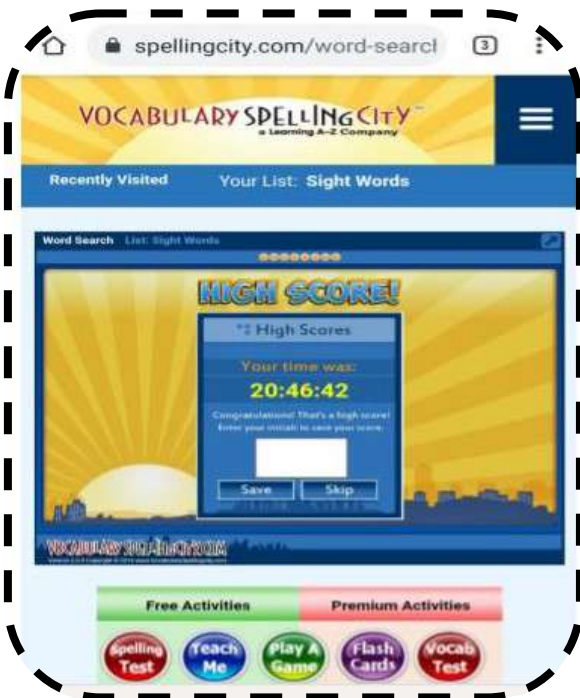 spellingcity.com/word-searcl
3
VOCABULARY SPELLINGCITY
a Learning A-Z Company
Recently Visited Your List: Sight Words
Word Search List: Sight Words
HIGH SCORE!
High Scores
Your time was:
20:46:42
Congratulations! That's a high score!
Enter your initials to save your score.
Save Skip
VOCABULARYSPELLINGCITY.COM
Free Activities Premium Activities
Spelling Test
Teach Me
Play A Game
Flash Cards
Vocab Test